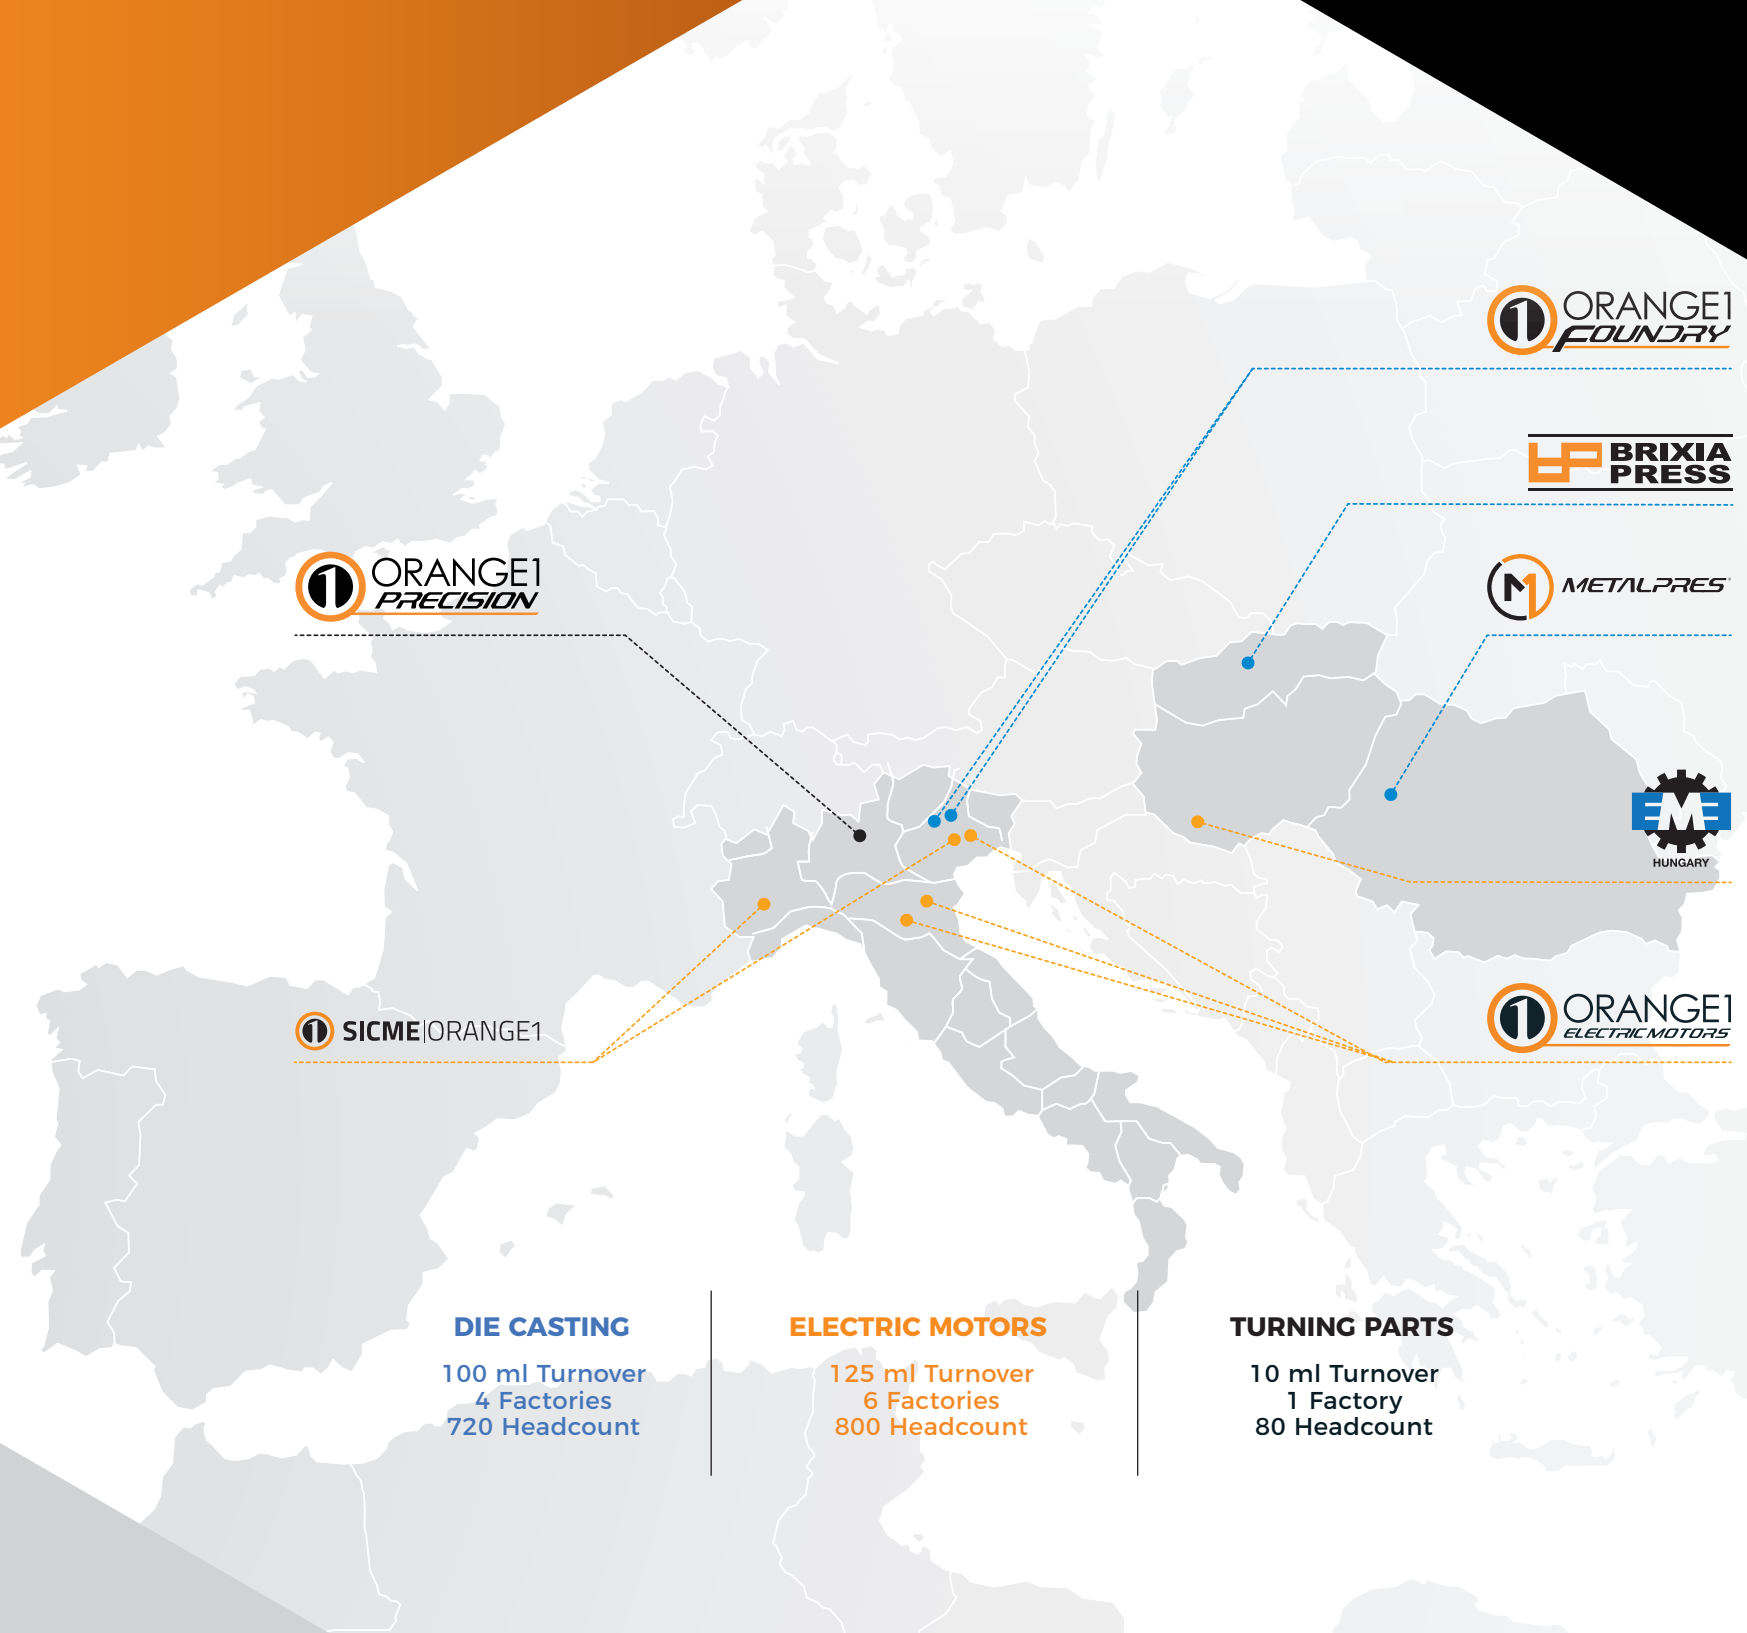 ORANGE1
FOUNDRY
BRIXIA
PRESS
METALPRES
ORANGE1
PRECISION
EME
HUNGARY
SICME|ORANGE1
ORANGE1
ELECTRIC MOTORS
DIE CASTING
100 ml Turnover
4 Factories
720 Headcount
ELECTRIC MOTORS
125 ml Turnover
6 Factories
800 Headcount
TURNING PARTS
10 ml Turnover
1 Factory
80 Headcount